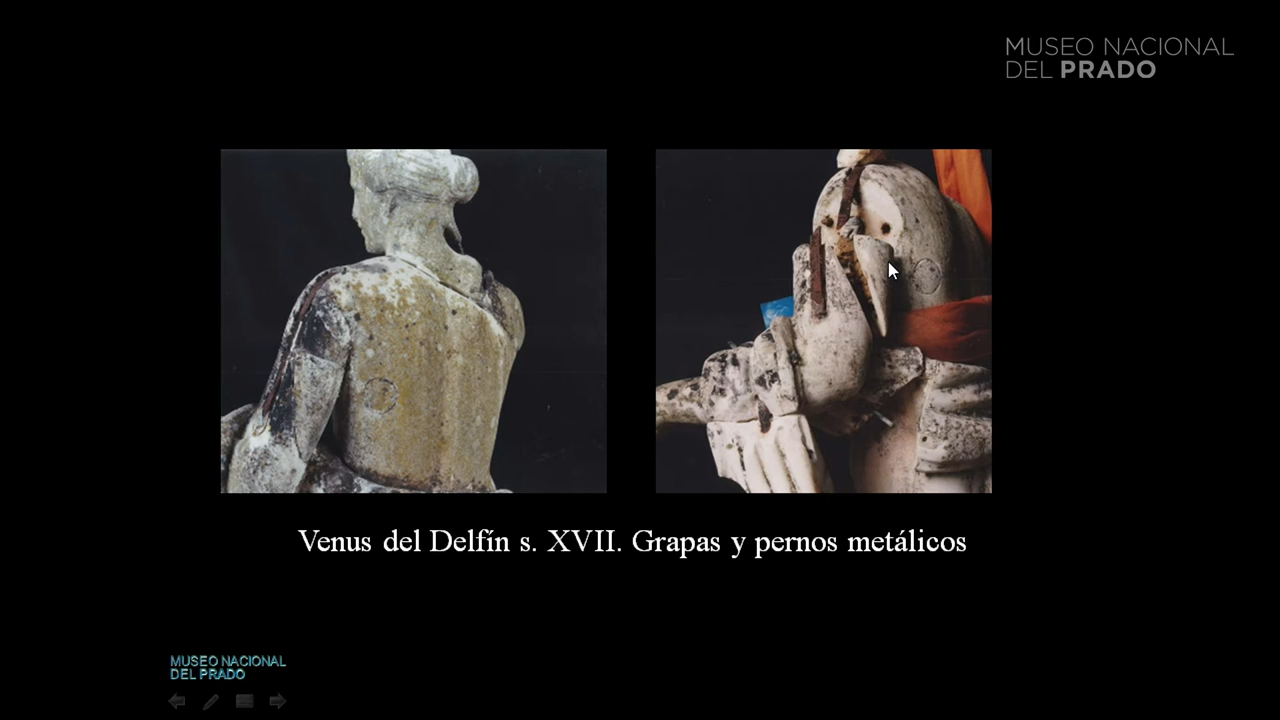 MUSEO NACIONAL
DEL PRADO
Venus del Delfín s. XVII. Grapas y pernos metálicos
MUSEO NACIONAL
DEL PRADO